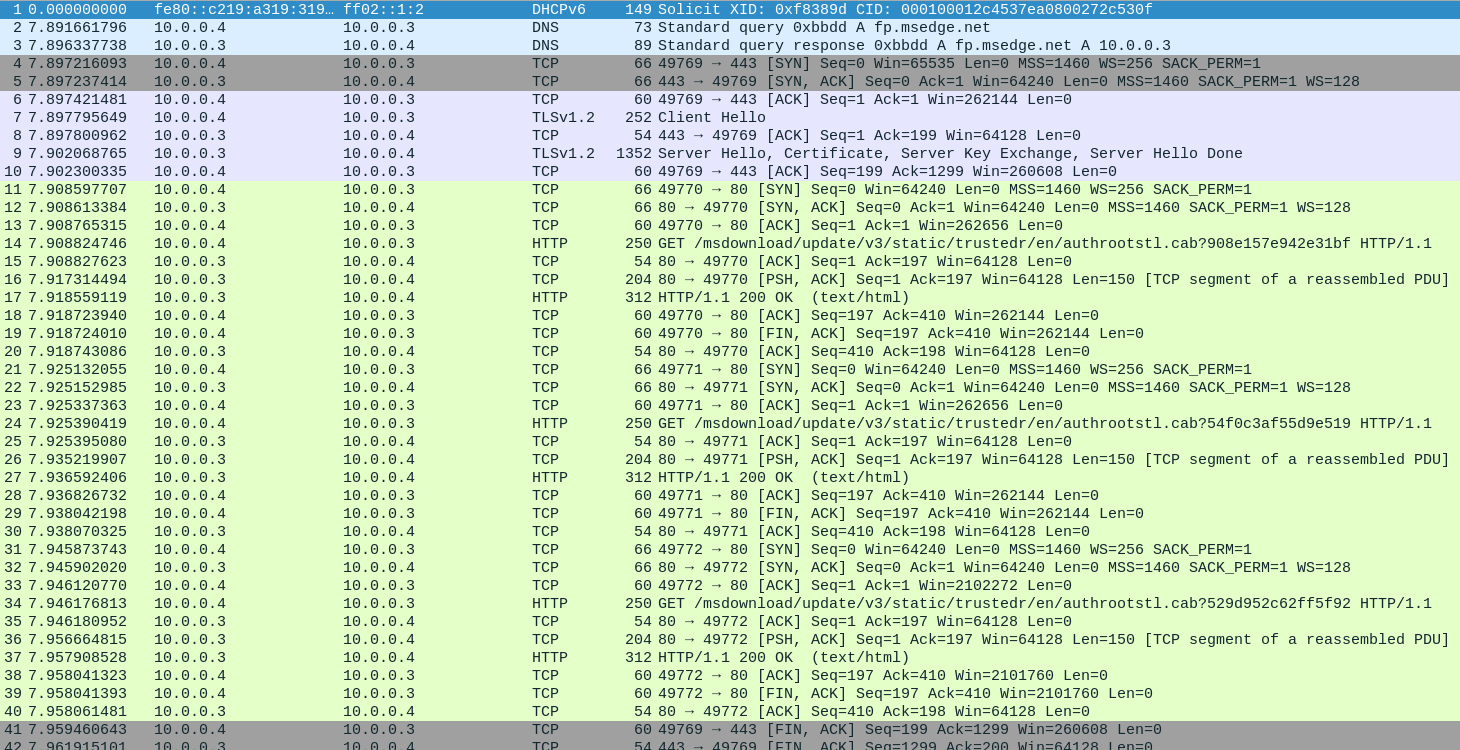 1 0.000000000 fe80::c219:a319:319… ff02::1:2 DHCPv6 149 Solicit XID: 0xf8389d CID: 000100012c4537ea0800272c530f
2 7.891661796 10.0.0.4 10.0.0.3 DNS 73 Standard query 0xbbdd A fp.msedge.net
3 7.896337738 10.0.0.3 10.0.0.4 DNS 89 Standard query response 0xbbdd A fp.msedge.net A 10.0.0.3
4 7.897216093 10.0.0.4 10.0.0.3 TCP 66 49769 → 443 [SYN] Seq=0 Win=65535 Len=0 MSS=1460 WS=256 SACK_PERM=1
5 7.897237414 10.0.0.3 10.0.0.4 TCP 66 443 → 49769 [SYN, ACK] Seq=0 Ack=1 Win=64240 Len=0 MSS=1460 SACK_PERM=1 WS=128
6 7.897421481 10.0.0.4 10.0.0.3 TCP 60 49769 → 443 [ACK] Seq=1 Ack=1 Win=262144 Len=0
7 7.897795649 10.0.0.4 10.0.0.3 TLSv1.2 252 Client Hello
8 7.897800962 10.0.0.3 10.0.0.4 TCP 54 443 → 49769 [ACK] Seq=1 Ack=199 Win=64128 Len=0
9 7.902068765 10.0.0.3 10.0.0.4 TLSv1.2 1352 Server Hello, Certificate, Server Key Exchange, Server Hello Done
10 7.902300335 10.0.0.4 10.0.0.3 TCP 60 49769 → 443 [ACK] Seq=199 Ack=1299 Win=260608 Len=0
11 7.908597707 10.0.0.4 10.0.0.3 TCP 66 49770 → 80 [SYN] Seq=0 Win=64240 Len=0 MSS=1460 WS=256 SACK_PERM=1
12 7.908613384 10.0.0.3 10.0.0.4 TCP 66 80 → 49770 [SYN, ACK] Seq=0 Ack=1 Win=64240 Len=0 MSS=1460 SACK_PERM=1 WS=128
13 7.908765315 10.0.0.4 10.0.0.3 TCP 60 49770 → 80 [ACK] Seq=1 Ack=1 Win=262656 Len=0
14 7.908824746 10.0.0.4 10.0.0.3 HTTP 250 GET /msdownload/update/v3/static/trustedr/en/authrootstl.cab?908e157e942e31bf HTTP/1.1
15 7.908827623 10.0.0.3 10.0.0.4 TCP 54 80 → 49770 [ACK] Seq=1 Ack=197 Win=64128 Len=0
16 7.917314494 10.0.0.3 10.0.0.4 TCP 204 80 → 49770 [PSH, ACK] Seq=1 Ack=197 Win=64128 Len=150 [TCP segment of a reassembled PDU]
17 7.918559119 10.0.0.3 10.0.0.4 HTTP 312 HTTP/1.1 200 OK (text/html)
18 7.918723940 10.0.0.4 10.0.0.3 TCP 60 49770 → 80 [ACK] Seq=197 Ack=410 Win=262144 Len=0
19 7.918724010 10.0.0.4 10.0.0.3 TCP 60 49770 → 80 [FIN, ACK] Seq=197 Ack=410 Win=262144 Len=0
20 7.918743086 10.0.0.3 10.0.0.4 TCP 54 80 → 49770 [ACK] Seq=410 Ack=198 Win=64128 Len=0
21 7.925132055 10.0.0.4 10.0.0.3 TCP 66 49771 → 80 [SYN] Seq=0 Win=64240 Len=0 MSS=1460 WS=256 SACK_PERM=1
22 7.925152985 10.0.0.3 10.0.0.4 TCP 66 80 → 49771 [SYN, ACK] Seq=0 Ack=1 Win=64240 Len=0 MSS=1460 SACK_PERM=1 WS=128
23 7.925337363 10.0.0.4 10.0.0.3 TCP 60 49771 → 80 [ACK] Seq=1 Ack=1 Win=262656 Len=0
24 7.925390419 10.0.0.4 10.0.0.3 HTTP 250 GET /msdownload/update/v3/static/trustedr/en/authrootstl.cab?54f0c3af55d9e519 HTTP/1.1
25 7.925395080 10.0.0.3 10.0.0.4 TCP 54 80 → 49771 [ACK] Seq=1 Ack=197 Win=64128 Len=0
26 7.935219907 10.0.0.3 10.0.0.4 TCP 204 80 → 49771 [PSH, ACK] Seq=1 Ack=197 Win=64128 Len=150 [TCP segment of a reassembled PDU]
27 7.936592406 10.0.0.3 10.0.0.4 HTTP 312 HTTP/1.1 200 OK (text/html)
28 7.936826732 10.0.0.4 10.0.0.3 TCP 60 49771 → 80 [ACK] Seq=197 Ack=410 Win=262144 Len=0
29 7.938042198 10.0.0.4 10.0.0.3 TCP 60 49771 → 80 [FIN, ACK] Seq=197 Ack=410 Win=262144 Len=0
30 7.938070325 10.0.0.3 10.0.0.4 TCP 54 80 → 49771 [ACK] Seq=410 Ack=198 Win=64128 Len=0
31 7.945873743 10.0.0.4 10.0.0.3 TCP 66 49772 → 80 [SYN] Seq=0 Win=64240 Len=0 MSS=1460 WS=256 SACK_PERM=1
32 7.945902020 10.0.0.3 10.0.0.4 TCP 66 80 → 49772 [SYN, ACK] Seq=0 Ack=1 Win=64240 Len=0 MSS=1460 SACK_PERM=1 WS=128
33 7.946120770 10.0.0.4 10.0.0.3 TCP 60 49772 → 80 [ACK] Seq=1 Ack=1 Win=2102272 Len=0
34 7.946176813 10.0.0.4 10.0.0.3 HTTP 250 GET /msdownload/update/v3/static/trustedr/en/authrootstl.cab?529d952c62ff5f92 HTTP/1.1
35 7.946180952 10.0.0.3 10.0.0.4 TCP 54 80 → 49772 [ACK] Seq=1 Ack=197 Win=64128 Len=0
36 7.956664815 10.0.0.3 10.0.0.4 TCP 204 80 → 49772 [PSH, ACK] Seq=1 Ack=197 Win=64128 Len=150 [TCP segment of a reassembled PDU]
37 7.957908528 10.0.0.3 10.0.0.4 HTTP 312 HTTP/1.1 200 OK (text/html)
38 7.958041323 10.0.0.4 10.0.0.3 TCP 60 49772 → 80 [ACK] Seq=197 Ack=410 Win=2101760 Len=0
39 7.958041393 10.0.0.4 10.0.0.3 TCP 60 49772 → 80 [FIN, ACK] Seq=197 Ack=410 Win=2101760 Len=0
40 7.958061481 10.0.0.3 10.0.0.4 TCP 54 80 → 49772 [ACK] Seq=410 Ack=198 Win=64128 Len=0
41 7.959460643 10.0.0.4 10.0.0.3 TCP 60 49769 → 443 [FIN, ACK] Seq=199 Ack=1299 Win=260608 Len=0
42 7.961915101 10.0.0.3 10.0.0.4 TCP 54 443 → 49769 [FIN, ACK] Seq=1299 Ack=200 Win=64128 Len=0